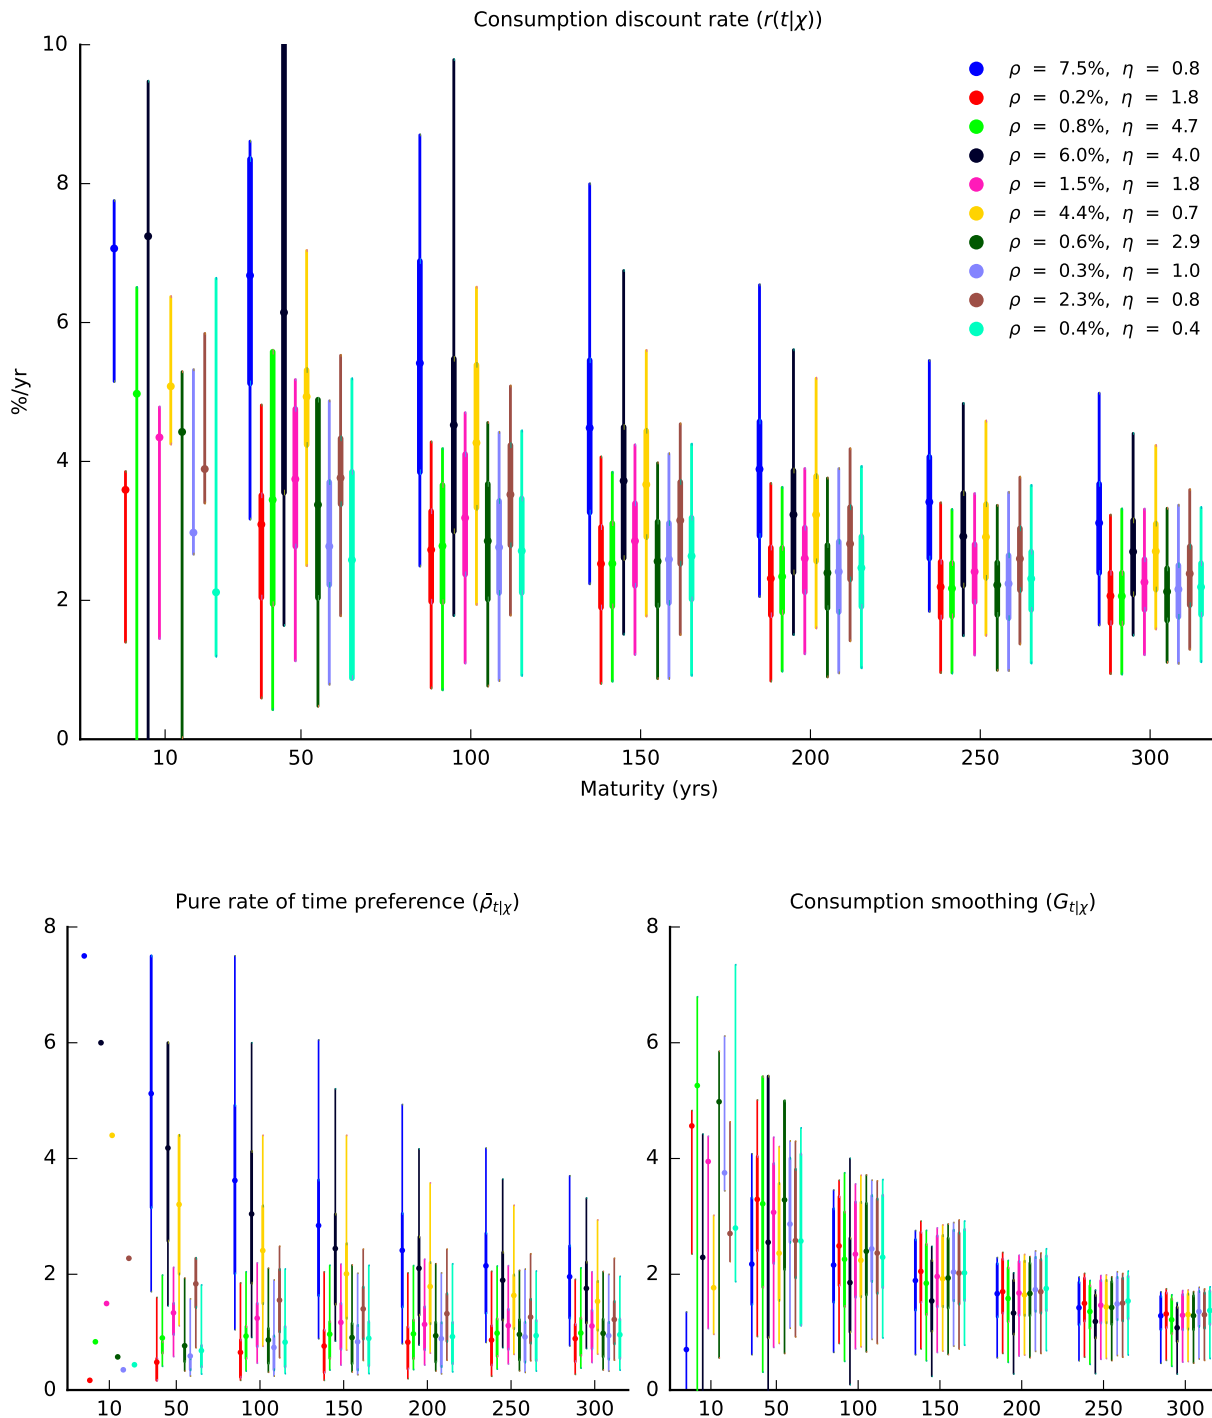 Consumption discount rate (r(t|χ))
10
8
6
4
2
0
%/yr
ρ = 7.5%, η = 0.8
ρ = 0.2%, η = 1.8
ρ = 0.8%, η = 4.7
ρ = 6.0%, η = 4.0
ρ = 1.5%, η = 1.8
ρ = 4.4%, η = 0.7
ρ = 0.6%, η = 2.9
ρ = 0.3%, η = 1.0
ρ = 2.3%, η = 0.8
ρ = 0.4%, η = 0.4
10 50 100 150 200 250 300
Maturity (yrs)
Pure rate of time preference (ρ̄t|χ)
8
6
4
2
0
10 50 100 150 200 250 300
Consumption smoothing (Gt|χ)
8
6
4
2
0
10 50 100 150 200 250 300